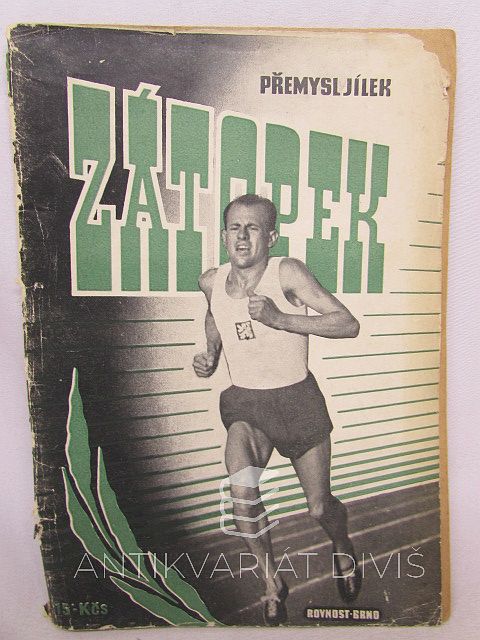 PŘEMYSL JÍLEK
ZÁTOPEK
ANTIKVARIÁT DIVIŠ
15·-Kčs
ROVNOST-BRNO